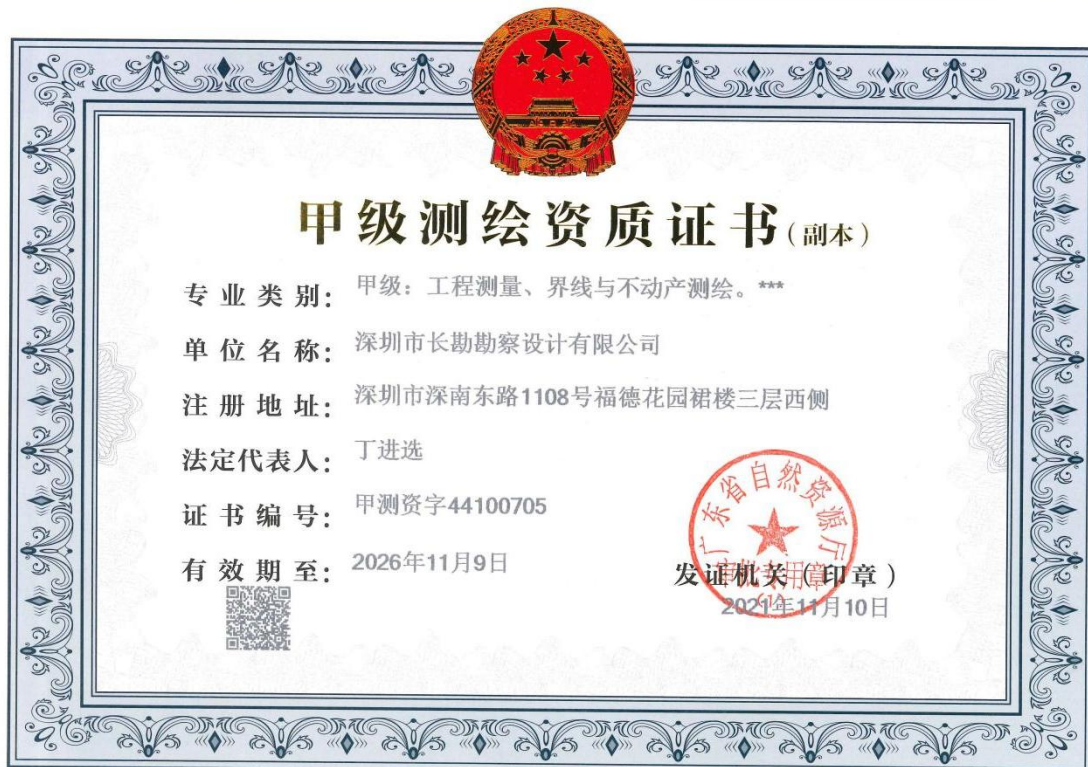 甲级测绘资质证书(副本)
专业类别: 甲级:工程测量、界线与不动产测绘。***
单位名称: 深圳市长勘勘察设计有限公司
注册地址: 深圳市深南东路1108号福德花园裙楼三层西侧
法定代表人: 丁进选
证书编号: 甲测资字44100705
有效期至: 2026年11月9日
广东省自然资源厅
审批专用章
(1)
发证机关(印章)
2021年11月10日